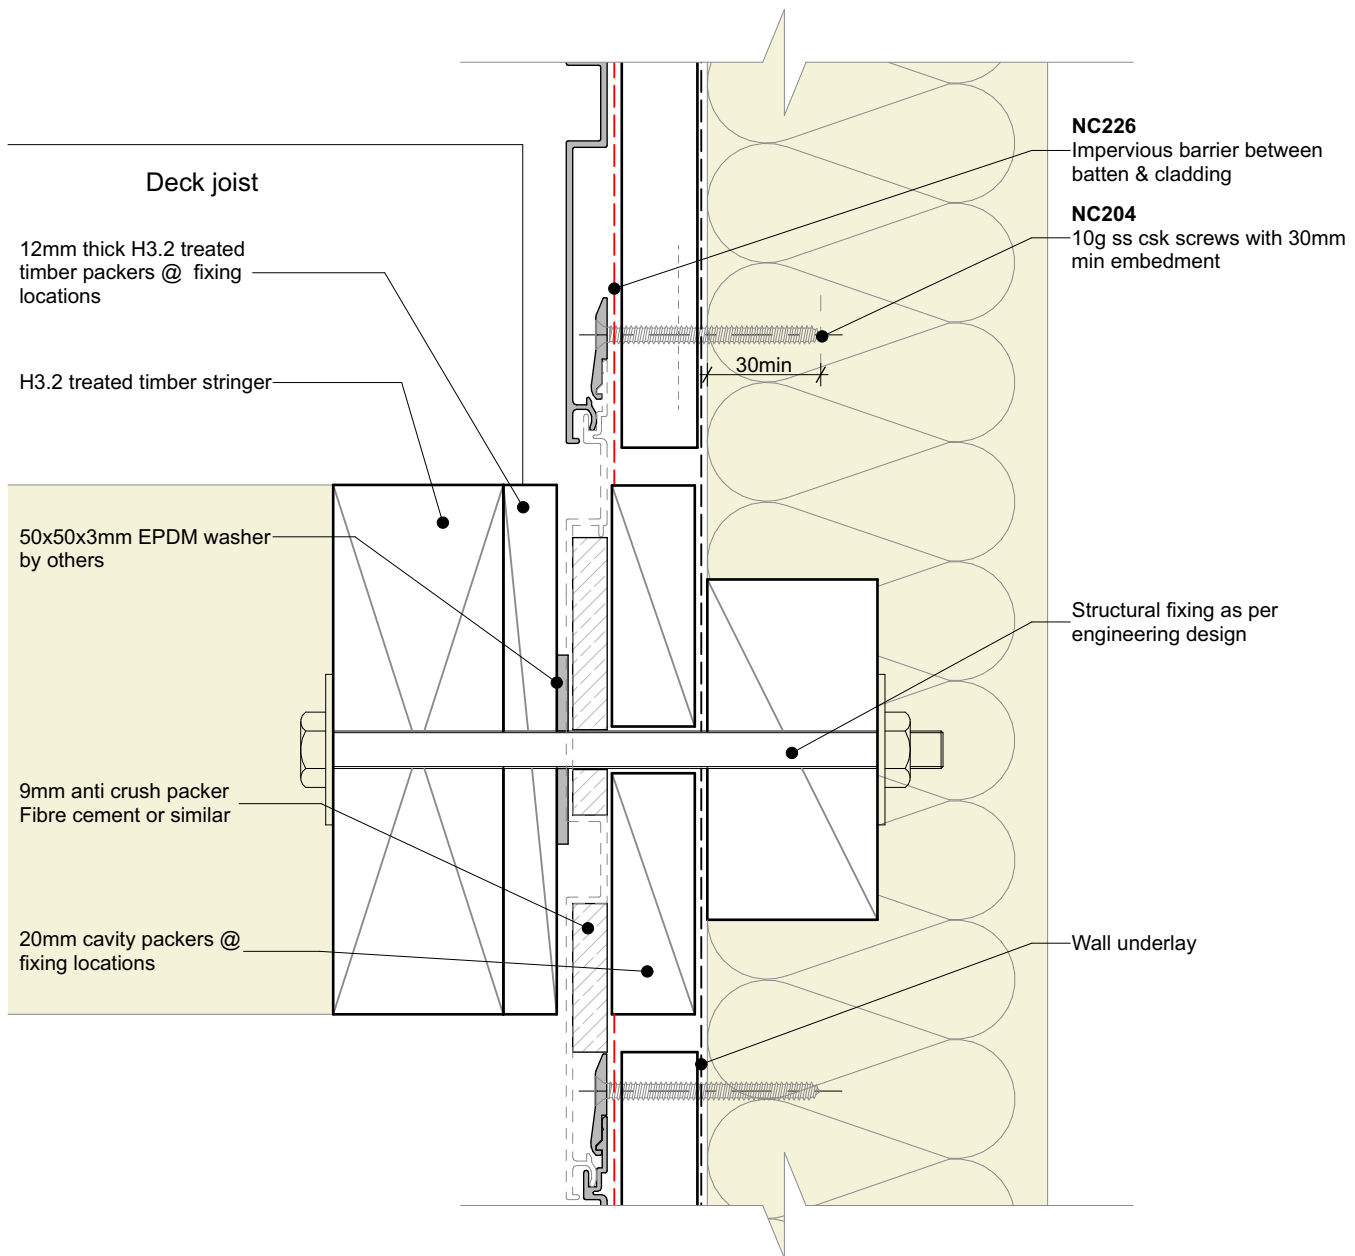 Deck joist
12mm thick H3.2 treated
timber packers @ fixing
locations
H3.2 treated timber stringer
50x50x3mm EPDM washer
by others
9mm anti crush packer
Fibre cement or similar
20mm cavity packers @
fixing locations
30min
NC226
Impervious barrier between
batten & cladding
NC204
10g ss csk screws with 30mm
min embedment
Structural fixing as per
engineering design
Wall underlay